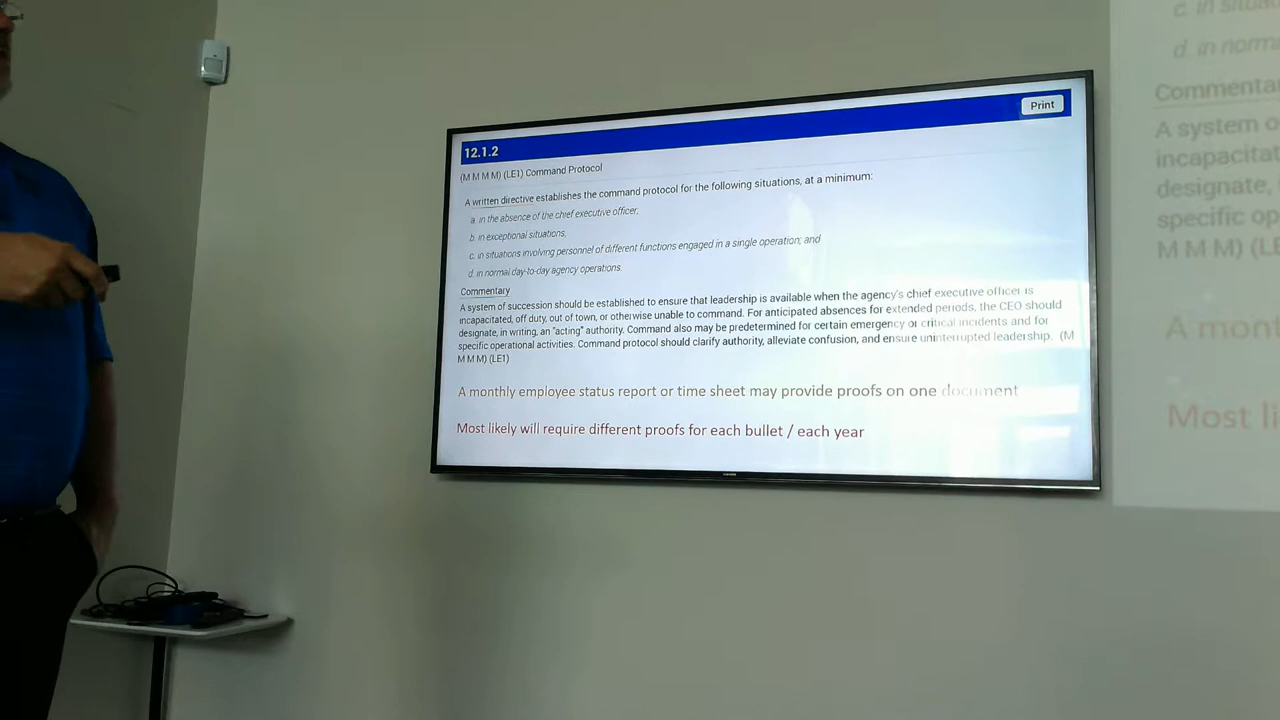 Print
12.1.2
(M M M M) (LE1) Command Protocol
A written directive establishes the command protocol for the following situations, at a minimum:
a. in the absence of the chief executive officer;
b. in exceptional situations;
c. in situations involving personnel of different functions engaged in a single operation; and
d. in normal day-to-day agency operations.
Commentary
A system of succession should be established to ensure that leadership is available when the agency's chief executive officer is
incapacitated, off duty, out of town, or otherwise unable to command. For anticipated absences for extended periods, the CEO should
designate, in writing, an "acting" authority. Command also may be predetermined for certain emergency or critical incidents and for
specific operational activities. Command protocol should clarify authority, alleviate confusion, and ensure uninterrupted leadership. (M
M M M) (LE1)
A monthly employee status report or time sheet may provide proofs on one document
Most likely will require different proofs for each bullet / each year
c. in
d. in
A system
designate,
specific
M M M)
A
Most